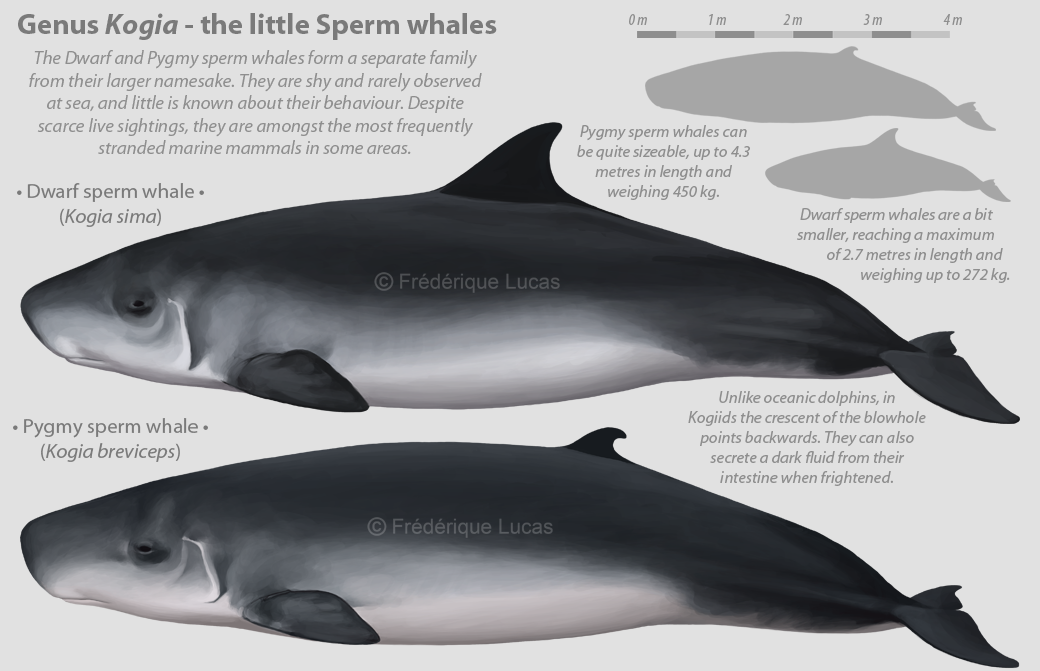 Genus Kogia - the little Sperm whales
The Dwarf and Pygmy sperm whales form a separate family
from their larger namesake. They are shy and rarely observed
at sea, and little is known about their behaviour. Despite
scarce live sightings, they are amongst the most frequently
stranded marine mammals in some areas.
0 m 1 m 2 m 3 m 4 m
Pygmy sperm whales can
be quite sizeable, up to 4.3
metres in length and
weighing 450 kg.
• Dwarf sperm whale •
(Kogia sima)
Dwarf sperm whales are a bit
smaller, reaching a maximum
of 2.7 metres in length and
weighing up to 272 kg.
© Frédérique Lucas
Unlike oceanic dolphins, in
Kogiids the crescent of the blowhole
points backwards. They can also
secrete a dark fluid from their
intestine when frightened.
• Pygmy sperm whale •
(Kogia breviceps)
© Frédérique Lucas